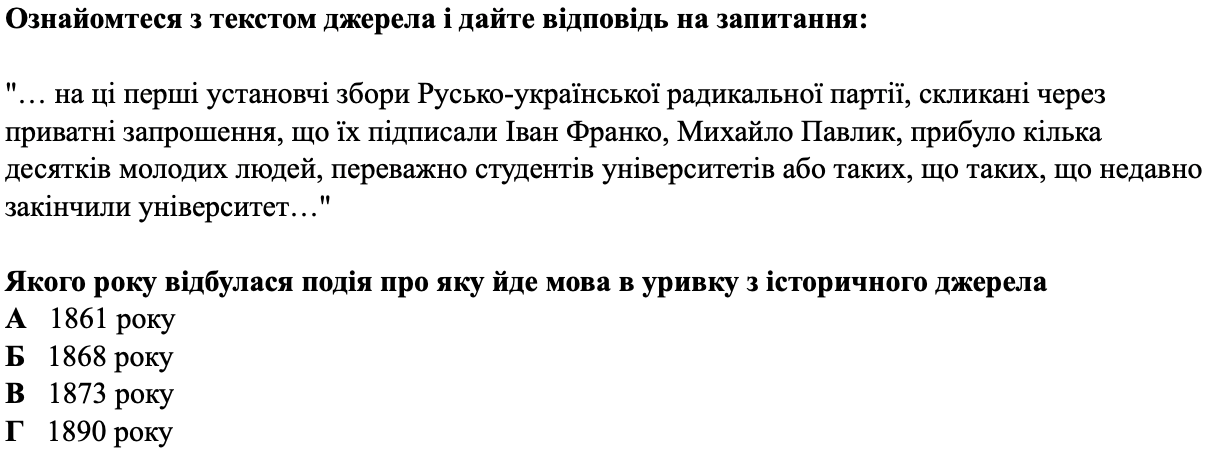 Ознайомтеся з текстом джерела і дайте відповідь на запитання:
"… на ці перші установчі збори Русько-української радикальної партії, скликані через
приватні запрошення, що їх підписали Іван Франко, Михайло Павлик, прибуло кілька
десятків молодих людей, переважно студентів університетів або таких, що таких, що недавно
закінчили університет…"
Якого року відбулася подія про яку йде мова в уривку з історичного джерела
А 1861 року
Б 1868 року
В 1873 року
Г 1890 року